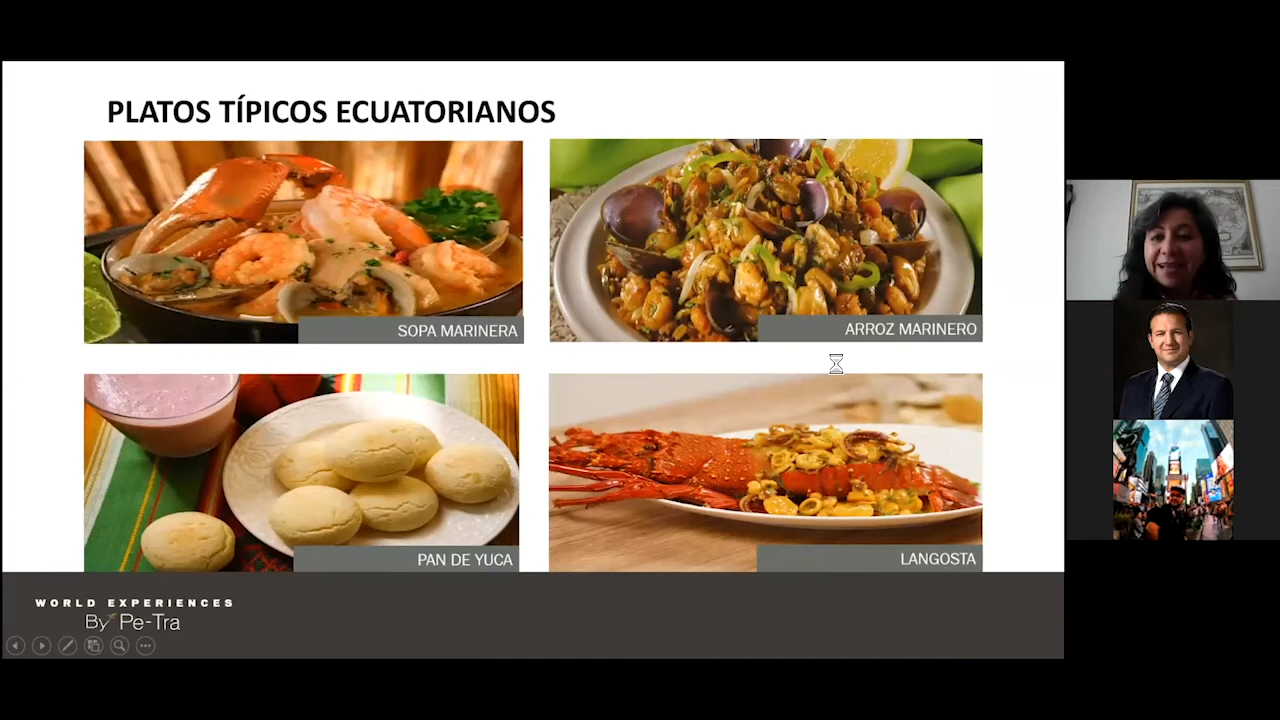 PLATOS TÍPICOS ECUATORIANOS
SOPA MARINERA
ARROZ MARINERO
PAN DE YUCA
LANGOSTA
WORLD EXPERIENCES
By Pe-Tra